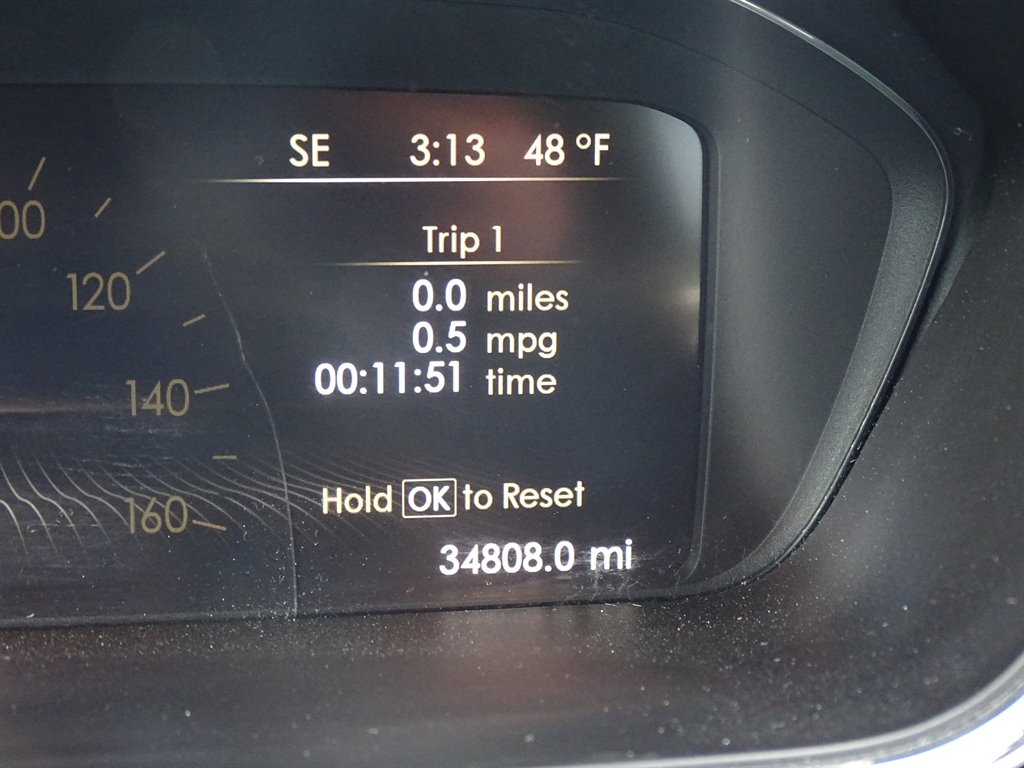 SE 3:13 48 °F
Trip 1
00
0.0 miles
120
0.5 mpg
00:11:51 time
140
Hold OK to Reset
160
34808.0 mi